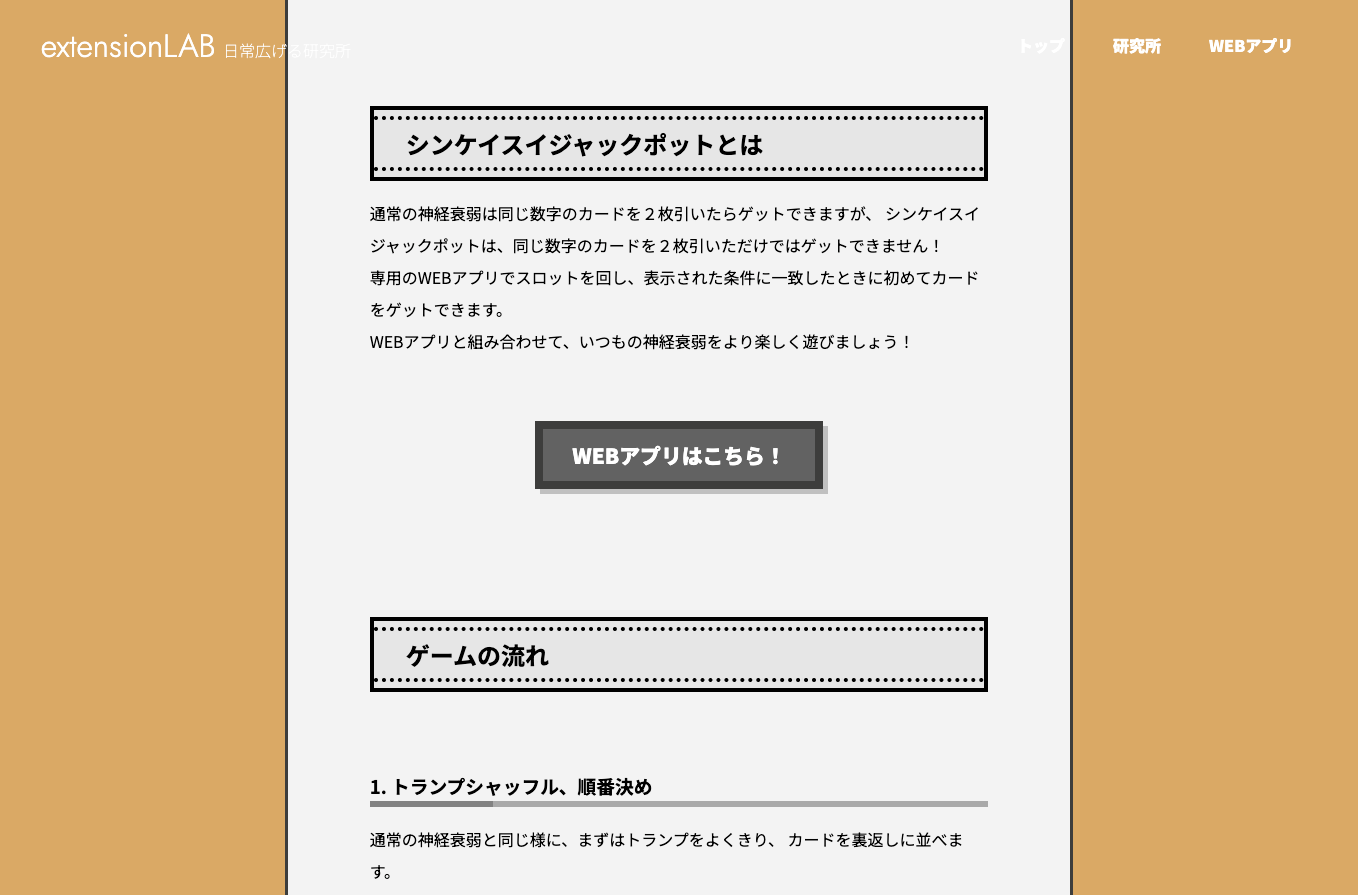 extensionLAB 日常広げる研究所
トップ 研究所 WEBアプリ
シンケイスイジャックポットとは
通常の神経衰弱は同じ数字のカードを２枚引いたらゲットできますが、 シンケイスイ
ジャックポットは、同じ数字のカードを２枚引いただけではゲットできません！
専用のWEBアプリでスロットを回し、表示された条件に一致したときに初めてカード
をゲットできます。
WEBアプリと組み合わせて、いつもの神経衰弱をより楽しく遊びましょう！
WEBアプリはこちら！
ゲームの流れ
1. トランプシャッフル、順番決め
通常の神経衰弱と同じ様に、まずはトランプをよくきり、 カードを裏返しに並べま
す。